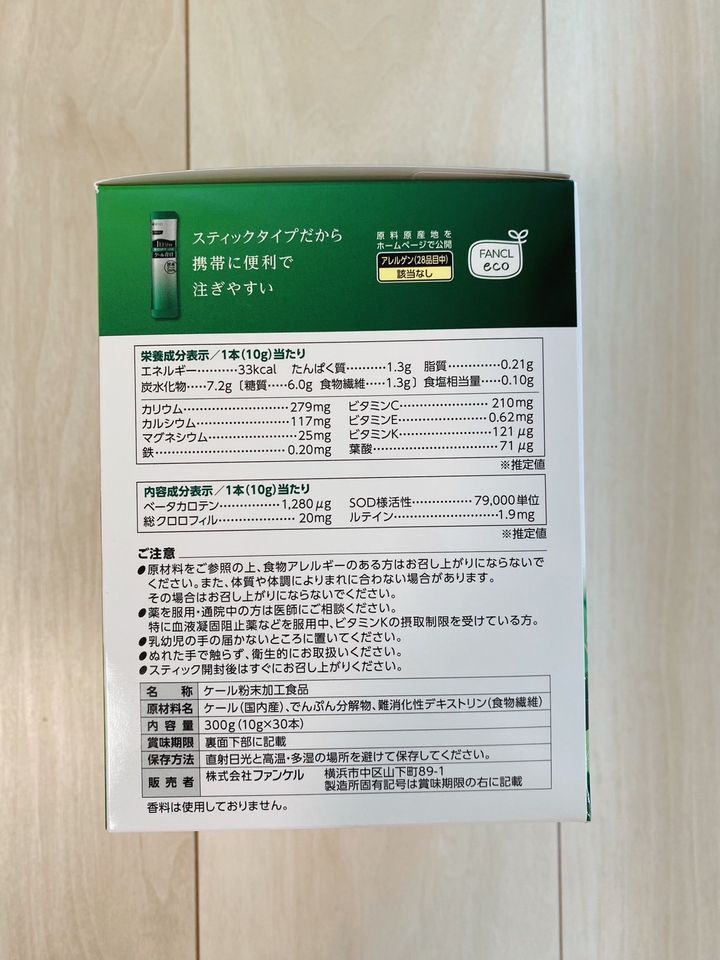 スティックタイプだから
携帯に便利で
注ぎやすい
原料原産地を
ホームページで公開
アレルゲン(28品目中)
該当なし
FANCL
eco
栄養成分表示/1本(10g)当たり
エネルギー…………33kcal たんぱく質…………1.3g 脂質……………0.21g
炭水化物……7.2g〔糖質……6.0g 食物繊維……1.3g〕食塩相当量……0.10g
カリウム……………………279mg
カルシウム…………………117mg
マグネシウム………………25mg
鉄…………………………0.20mg
ビタミンC…………………210mg
ビタミンE…………………0.62mg
ビタミンK…………………121μg
葉酸…………………………71μg
※推定値
内容成分表示/1本(10g)当たり
ベータカロテン…………1,280μg
総クロロフィル……………20mg
SOD様活性……………79,000単位
ルテイン……………………1.9mg
※推定値
ご注意
●原材料をご参照の上、食物アレルギーのある方はお召し上がりにならないで
ください。また、体質や体調によりまれに合わない場合があります。
その場合はお召し上がりにならないでください。
●薬を服用・通院中の方は医師にご相談ください。
特に血液凝固阻止薬などを服用中、ビタミンKの摂取制限を受けている方。
●乳幼児の手の届かないところに置いてください。
●ぬれた手で触らず、衛生的にお取扱いください。
●スティック開封後はすぐにお召し上がりください。
名称 ケール粉末加工食品
原材料名 ケール(国内産)、でんぷん分解物、難消化性デキストリン(食物繊維)
内容量 300g(10g×30本)
賞味期限 裏面下部に記載
保存方法 直射日光と高温・多湿の場所を避けて保存してください。
販売者 株式会社ファンケル 横浜市中区山下町89-1
製造所固有記号は賞味期限の右に記載
香料は使用しておりません。